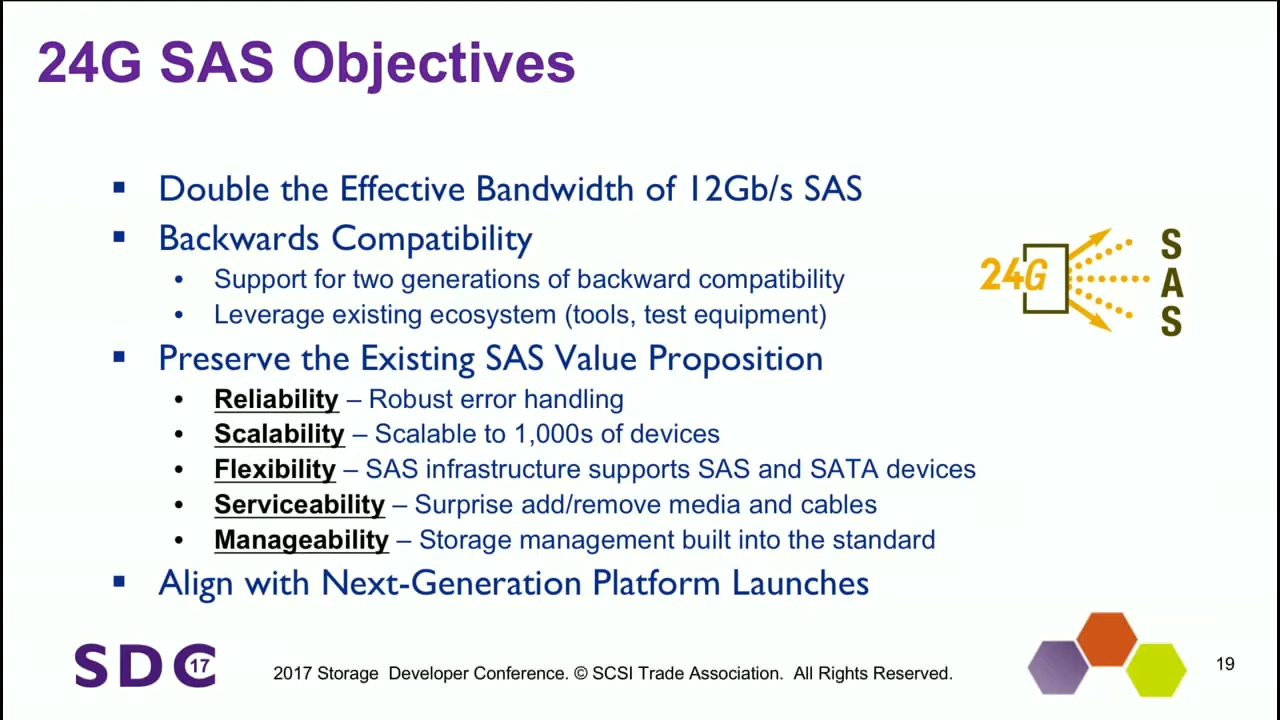 24G SAS Objectives
▪ Double the Effective Bandwidth of 12Gb/s SAS
▪ Backwards Compatibility
• Support for two generations of backward compatibility
• Leverage existing ecosystem (tools, test equipment)
24G SAS
▪ Preserve the Existing SAS Value Proposition
• Reliability – Robust error handling
• Scalability – Scalable to 1,000s of devices
• Flexibility – SAS infrastructure supports SAS and SATA devices
• Serviceability – Surprise add/remove media and cables
• Manageability – Storage management built into the standard
▪ Align with Next-Generation Platform Launches
SDC 17
2017 Storage Developer Conference. © SCSI Trade Association. All Rights Reserved.
19